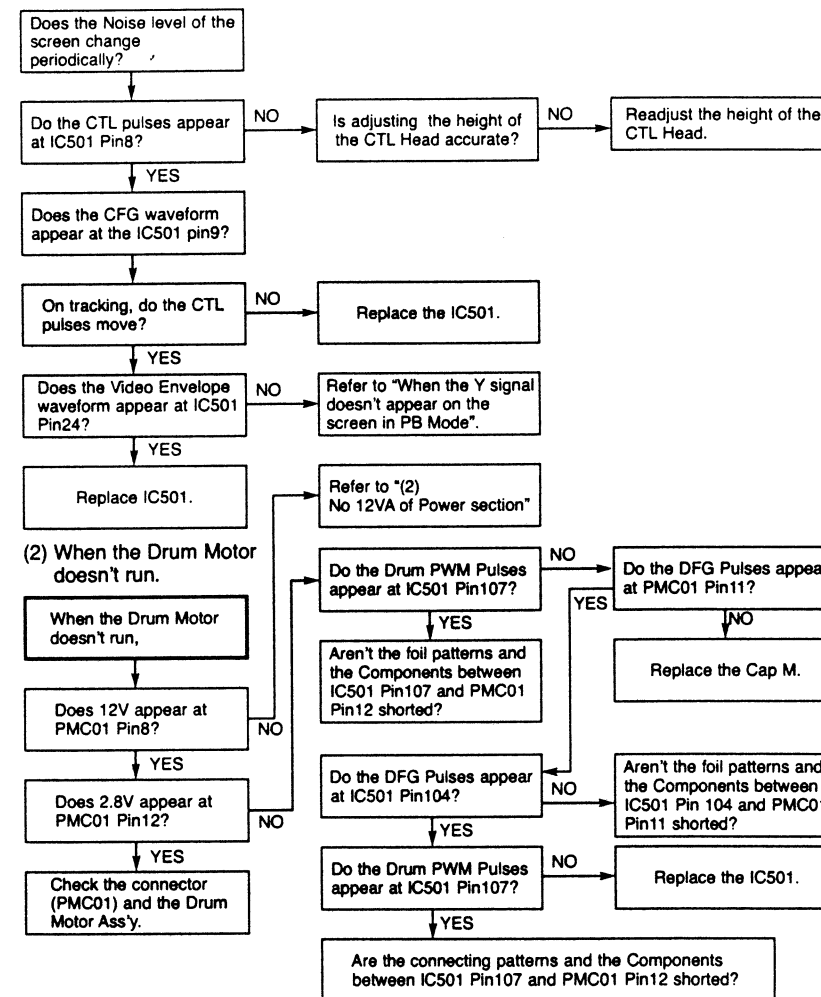 Does the Noise level of the
screen change
periodically?
Do the CTL pulses appear
at IC501 Pin8?
NO
Is adjusting the height of
the CTL Head accurate?
NO
Readjust the height of the
CTL Head.
YES
Does the CFG waveform
appear at the IC501 pin9?
On tracking, do the CTL
pulses move?
NO
Replace the IC501.
YES
Does the Video Envelope
waveform appear at IC501
Pin24?
NO
Refer to "When the Y signal
doesn't appear on the
screen in PB Mode".
YES
Replace IC501.
Refer to "(2)
No 12VA of Power section"
(2) When the Drum Motor
doesn't run.
When the Drum Motor
doesn't run,
Does 12V appear at
PMC01 Pin8?
NO
YES
Does 2.8V appear at
PMC01 Pin12?
NO
YES
Check the connector
(PMC01) and the Drum
Motor Ass'y.
Do the Drum PWM Pulses
appear at IC501 Pin107?
NO
Do the DFG Pulses appea
at PMC01 Pin11?
YES
NO
YES
Aren't the foil patterns and
the Components between
IC501 Pin107 and PMC01
Pin12 shorted?
Replace the Cap M.
Do the DFG Pulses appear
at IC501 Pin104?
NO
Aren't the foil patterns and
the Components between
IC501 Pin 104 and PMC01
Pin11 shorted?
YES
Do the Drum PWM Pulses
appear at IC501 Pin107?
NO
Replace the IC501.
YES
Are the connecting patterns and the Components
between IC501 Pin107 and PMC01 Pin12 shorted?